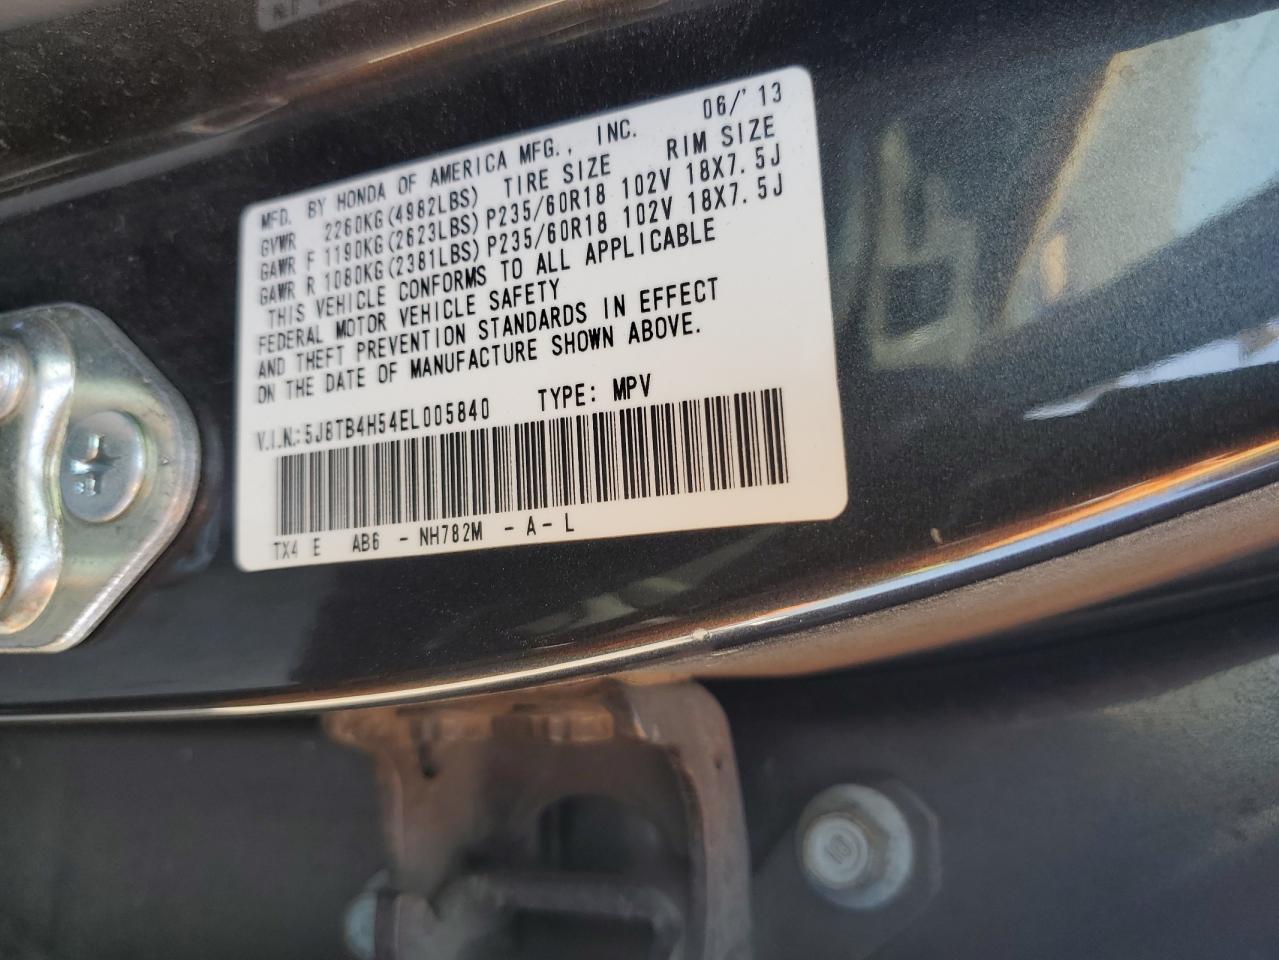 MFD. BY HONDA OF AMERICA MFG., INC. 06/'13
GVWR 2260KG(4982LBS) TIRE SIZE RIM SIZE
GAWR F 1190KG(2623LBS) P235/60R18 102V 18X7.5J
GAWR R 1080KG(2381LBS) P235/60R18 102V 18X7.5J
THIS VEHICLE CONFORMS TO ALL APPLICABLE
FEDERAL MOTOR VEHICLE SAFETY
AND THEFT PREVENTION STANDARDS IN EFFECT
ON THE DATE OF MANUFACTURE SHOWN ABOVE.
V.I.N.: 5J8TB4H54EL005840 TYPE: MPV
TX4 E AB6 - NH782M - A - L
10